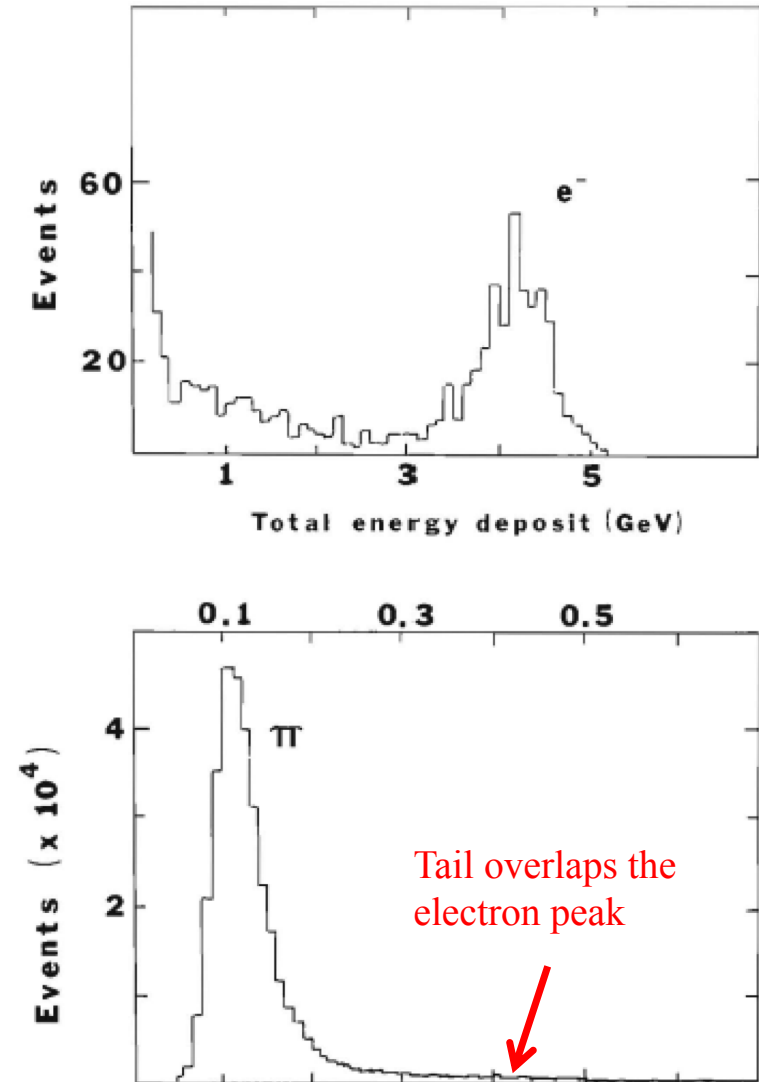 Events
60
20
e⁻
1 3 5
Total energy deposit (GeV)
0.1 0.3 0.5
Events (x 10⁴)
4
2
π
Tail overlaps the
electron peak